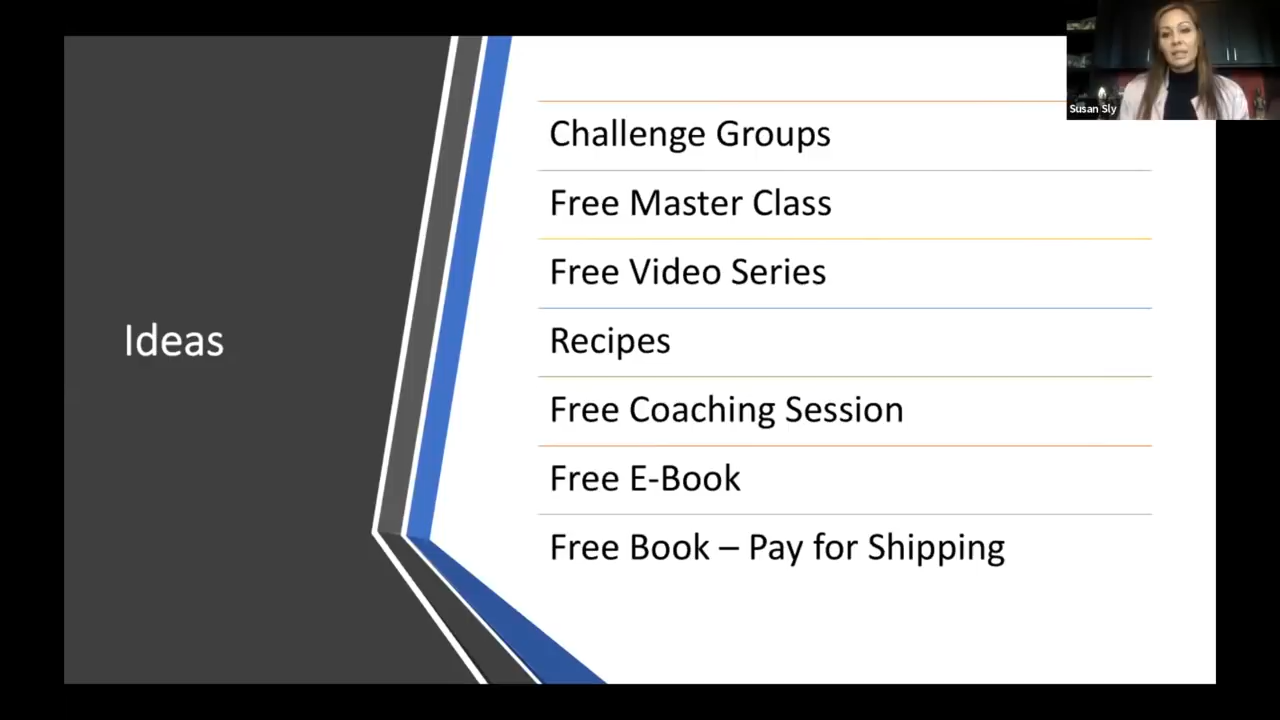 Susan Sly
Ideas
Challenge Groups
Free Master Class
Free Video Series
Recipes
Free Coaching Session
Free E-Book
Free Book – Pay for Shipping